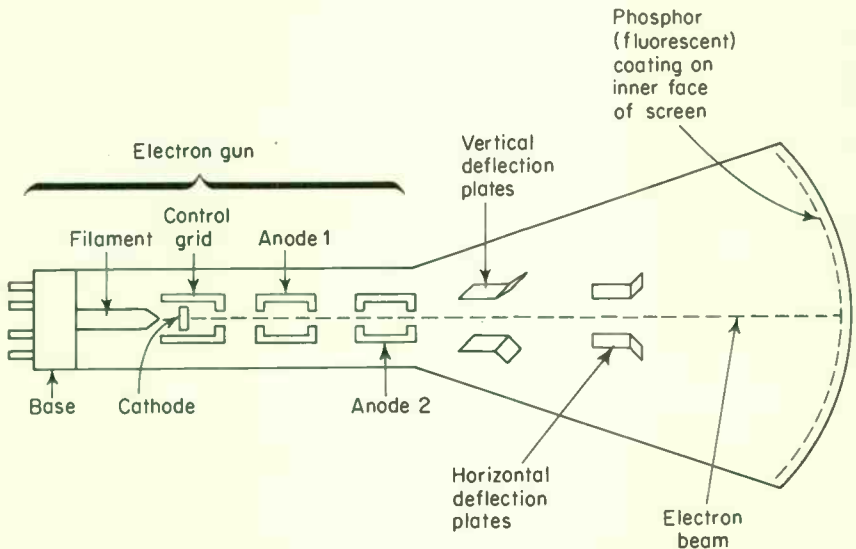 Phosphor
(fluorescent)
coating on
inner face
of screen
Electron gun
Vertical
deflection
plates
Control
grid
Filament
Anode 1
Base
Cathode
Anode 2
Horizontal
deflection
plates
Electron
beam